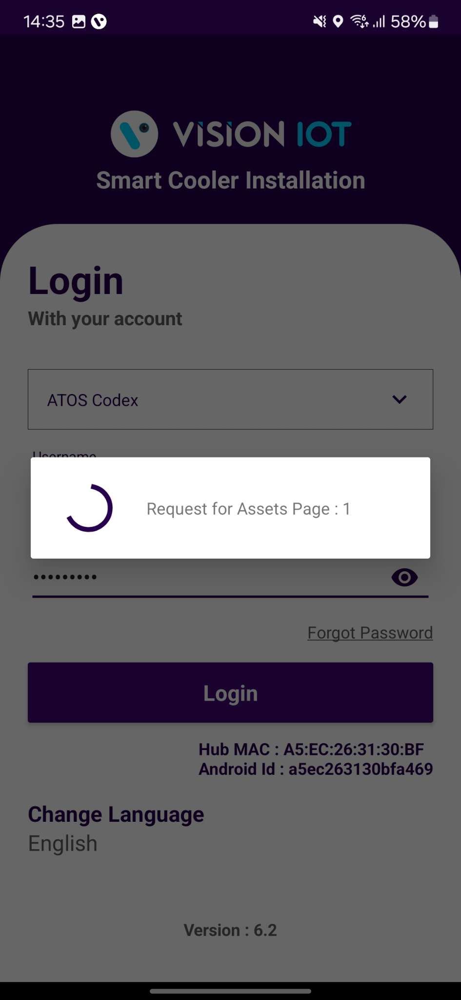 14:35 58%
VISION IOT
Smart Cooler Installation
Login
With your account
ATOS Codex
Username
Request for Assets Page : 1
•••••••••
Forgot Password
Login
Hub MAC : A5:EC:26:31:30:BF
Android Id : a5ec263130bfa469
Change Language
English
Version : 6.2